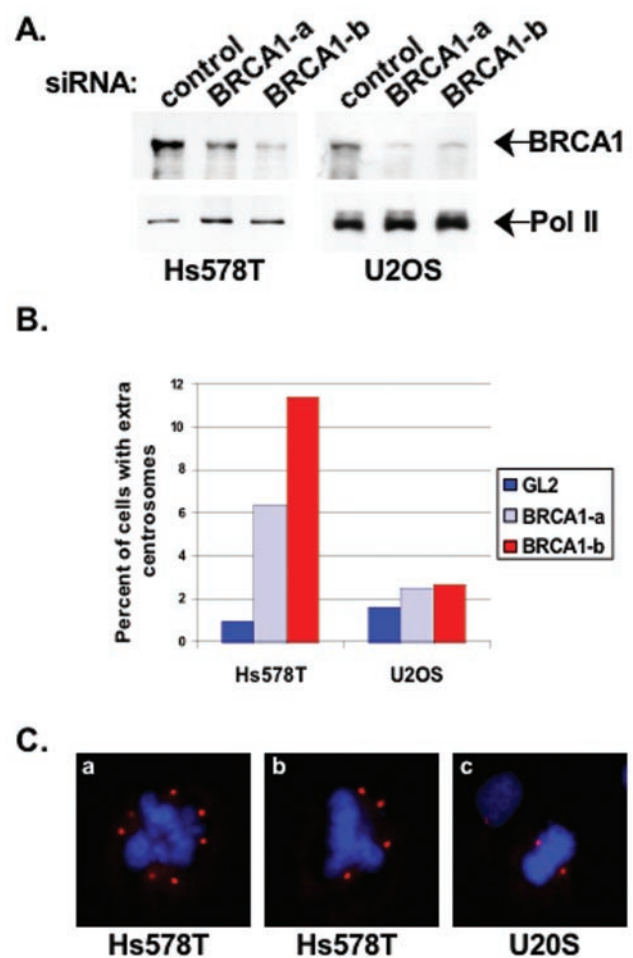 A.
siRNA: control BRCA1-a BRCA1-b control BRCA1-a BRCA1-b
BRCA1
Pol II
Hs578T U2OS
B.
Percent of cells with extra centrosomes
12
10
8
6
4
2
0
Hs578T U2OS
GL2
BRCA1-a
BRCA1-b
C.
a b c
Hs578T Hs578T U20S